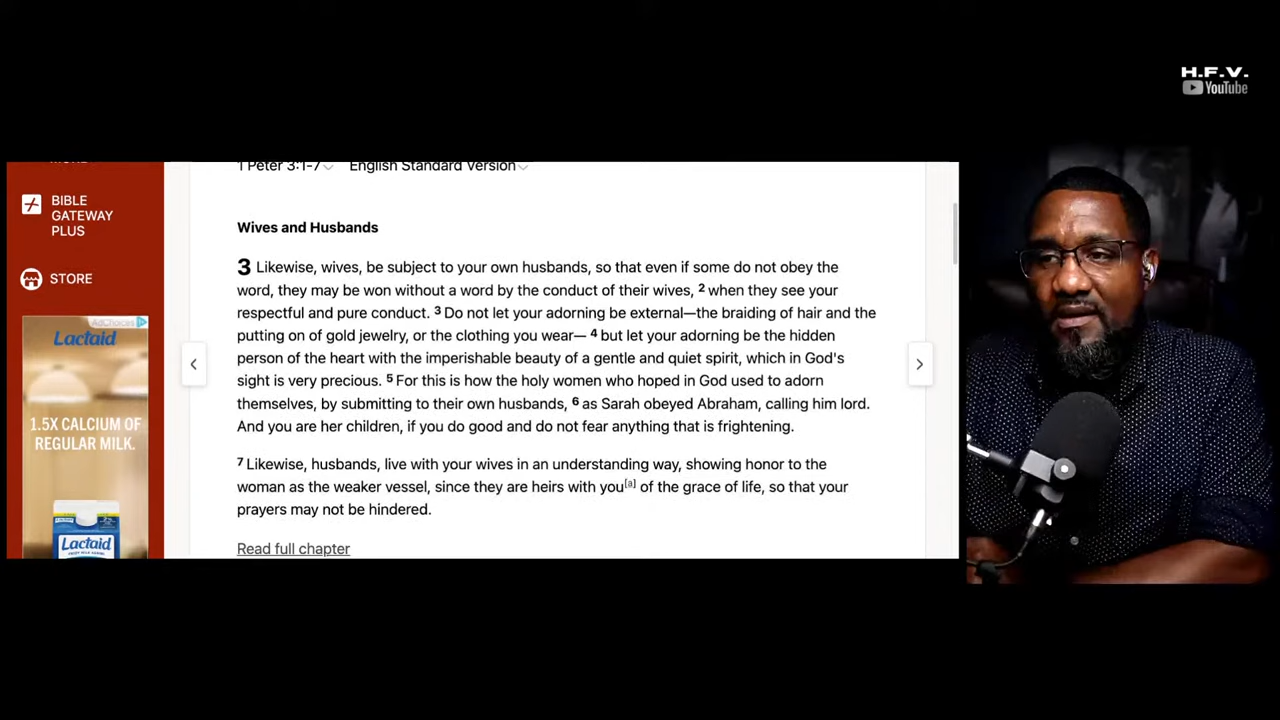 H.F.V.
YouTube
1 Peter 3:1-7 English Standard Version
BIBLE
GATEWAY
PLUS
STORE
AdChoices
Lactaid
1.5X CALCIUM OF
REGULAR MILK.
Lactaid
Wives and Husbands
3 Likewise, wives, be subject to your own husbands, so that even if some do not obey the
word, they may be won without a word by the conduct of their wives, 2 when they see your
respectful and pure conduct. 3 Do not let your adorning be external—the braiding of hair and the
putting on of gold jewelry, or the clothing you wear— 4 but let your adorning be the hidden
person of the heart with the imperishable beauty of a gentle and quiet spirit, which in God's
sight is very precious. 5 For this is how the holy women who hoped in God used to adorn
themselves, by submitting to their own husbands, 6 as Sarah obeyed Abraham, calling him lord.
And you are her children, if you do good and do not fear anything that is frightening.
7 Likewise, husbands, live with your wives in an understanding way, showing honor to the
woman as the weaker vessel, since they are heirs with you[a] of the grace of life, so that your
prayers may not be hindered.
Read full chapter